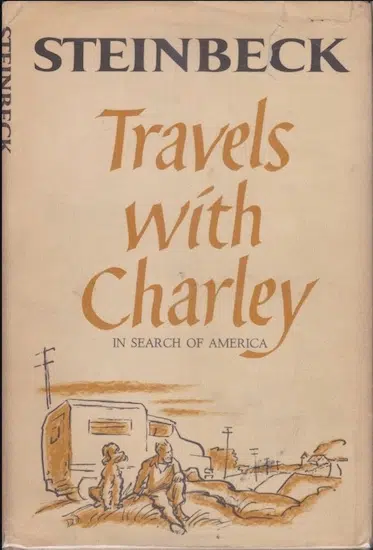 STEINBECK
STEINBECK
Travels
with
Charley
IN SEARCH OF AMERICA